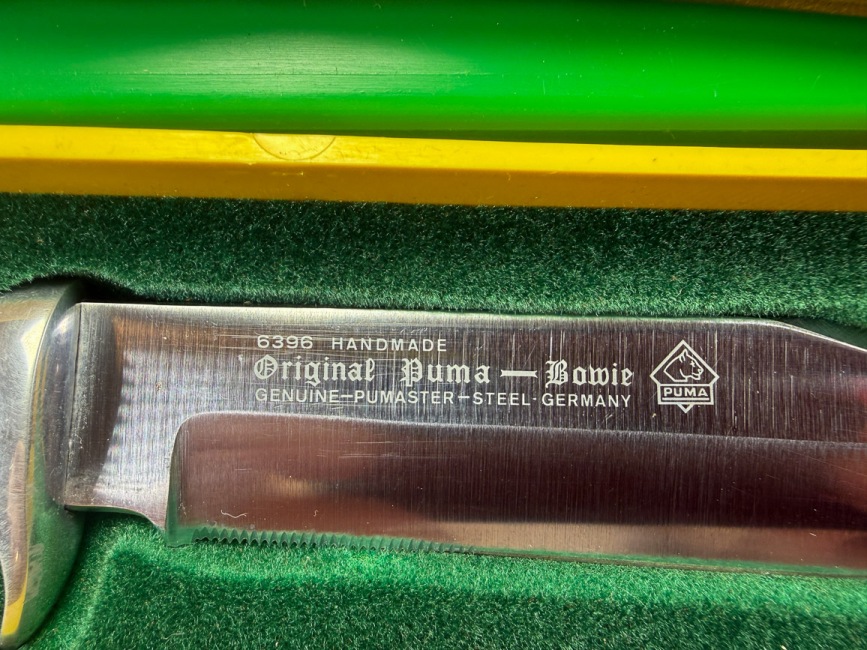 6396 HANDMADE
Original Puma — Bowie
GENUINE–PUMASTER–STEEL·GERMANY
PUMA